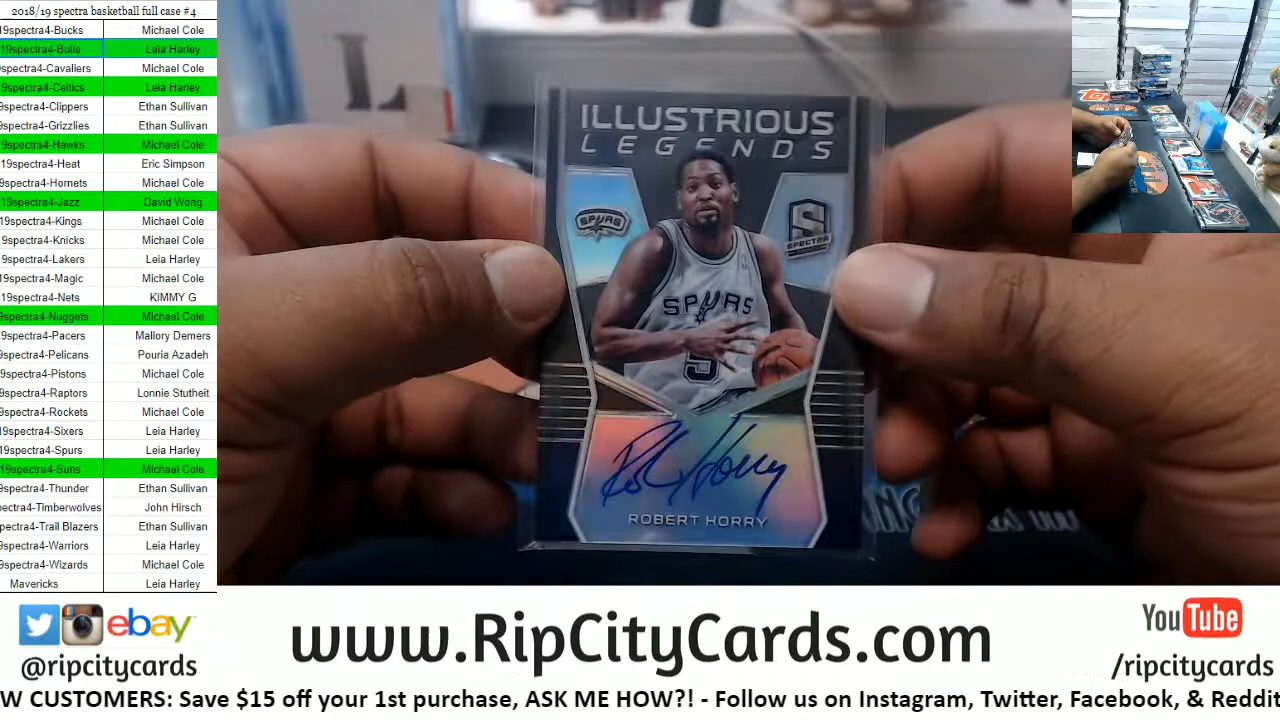 2018/19 spectra basketball full case #4
19spectra4-Bucks Michael Cole
19spectra4-Bulls Leia Harley
spectra4-Cavaliers Michael Cole
9spectra4-Celtics Leia Harley
9spectra4-Clippers Ethan Sullivan
9spectra4-Grizzlies Ethan Sullivan
9spectra4-Hawks Michael Cole
19spectra4-Heat Eric Simpson
9spectra4-Hornets Michael Cole
19spectra4-Jazz David Wong
19spectra4-Kings Michael Cole
9spectra4-Knicks Michael Cole
9spectra4-Lakers Leia Harley
9spectra4-Magic Michael Cole
19spectra4-Nets KIMMY G
9spectra4-Nuggets Michael Cole
9spectra4-Pacers Mallory Demers
9spectra4-Pelicans Pouria Azadeh
9spectra4-Pistons Michael Cole
9spectra4-Raptors Lonnie Stutheit
9spectra4-Rockets Michael Cole
9spectra4-Sixers Leia Harley
9spectra4-Spurs Leia Harley
19spectra4-Suns Michael Cole
9spectra4-Thunder Ethan Sullivan
pectra4-Timberwolves John Hirsch
pectra4-Trail Blazers Ethan Sullivan
9spectra4-Warriors Leia Harley
9spectra4-Wizards Michael Cole
Mavericks Leia Harley
ILLUSTRIOUS
LEGENDS
SPURS
S
SPECTRA
SPURS
5
Rob Horry
ROBERT HORRY
ebay
@ripcitycards
www.RipCityCards.com
YouTube
/ripcitycards
W CUSTOMERS: Save $15 off your 1st purchase, ASK ME HOW?! - Follow us on Instagram, Twitter, Facebook, & Reddit